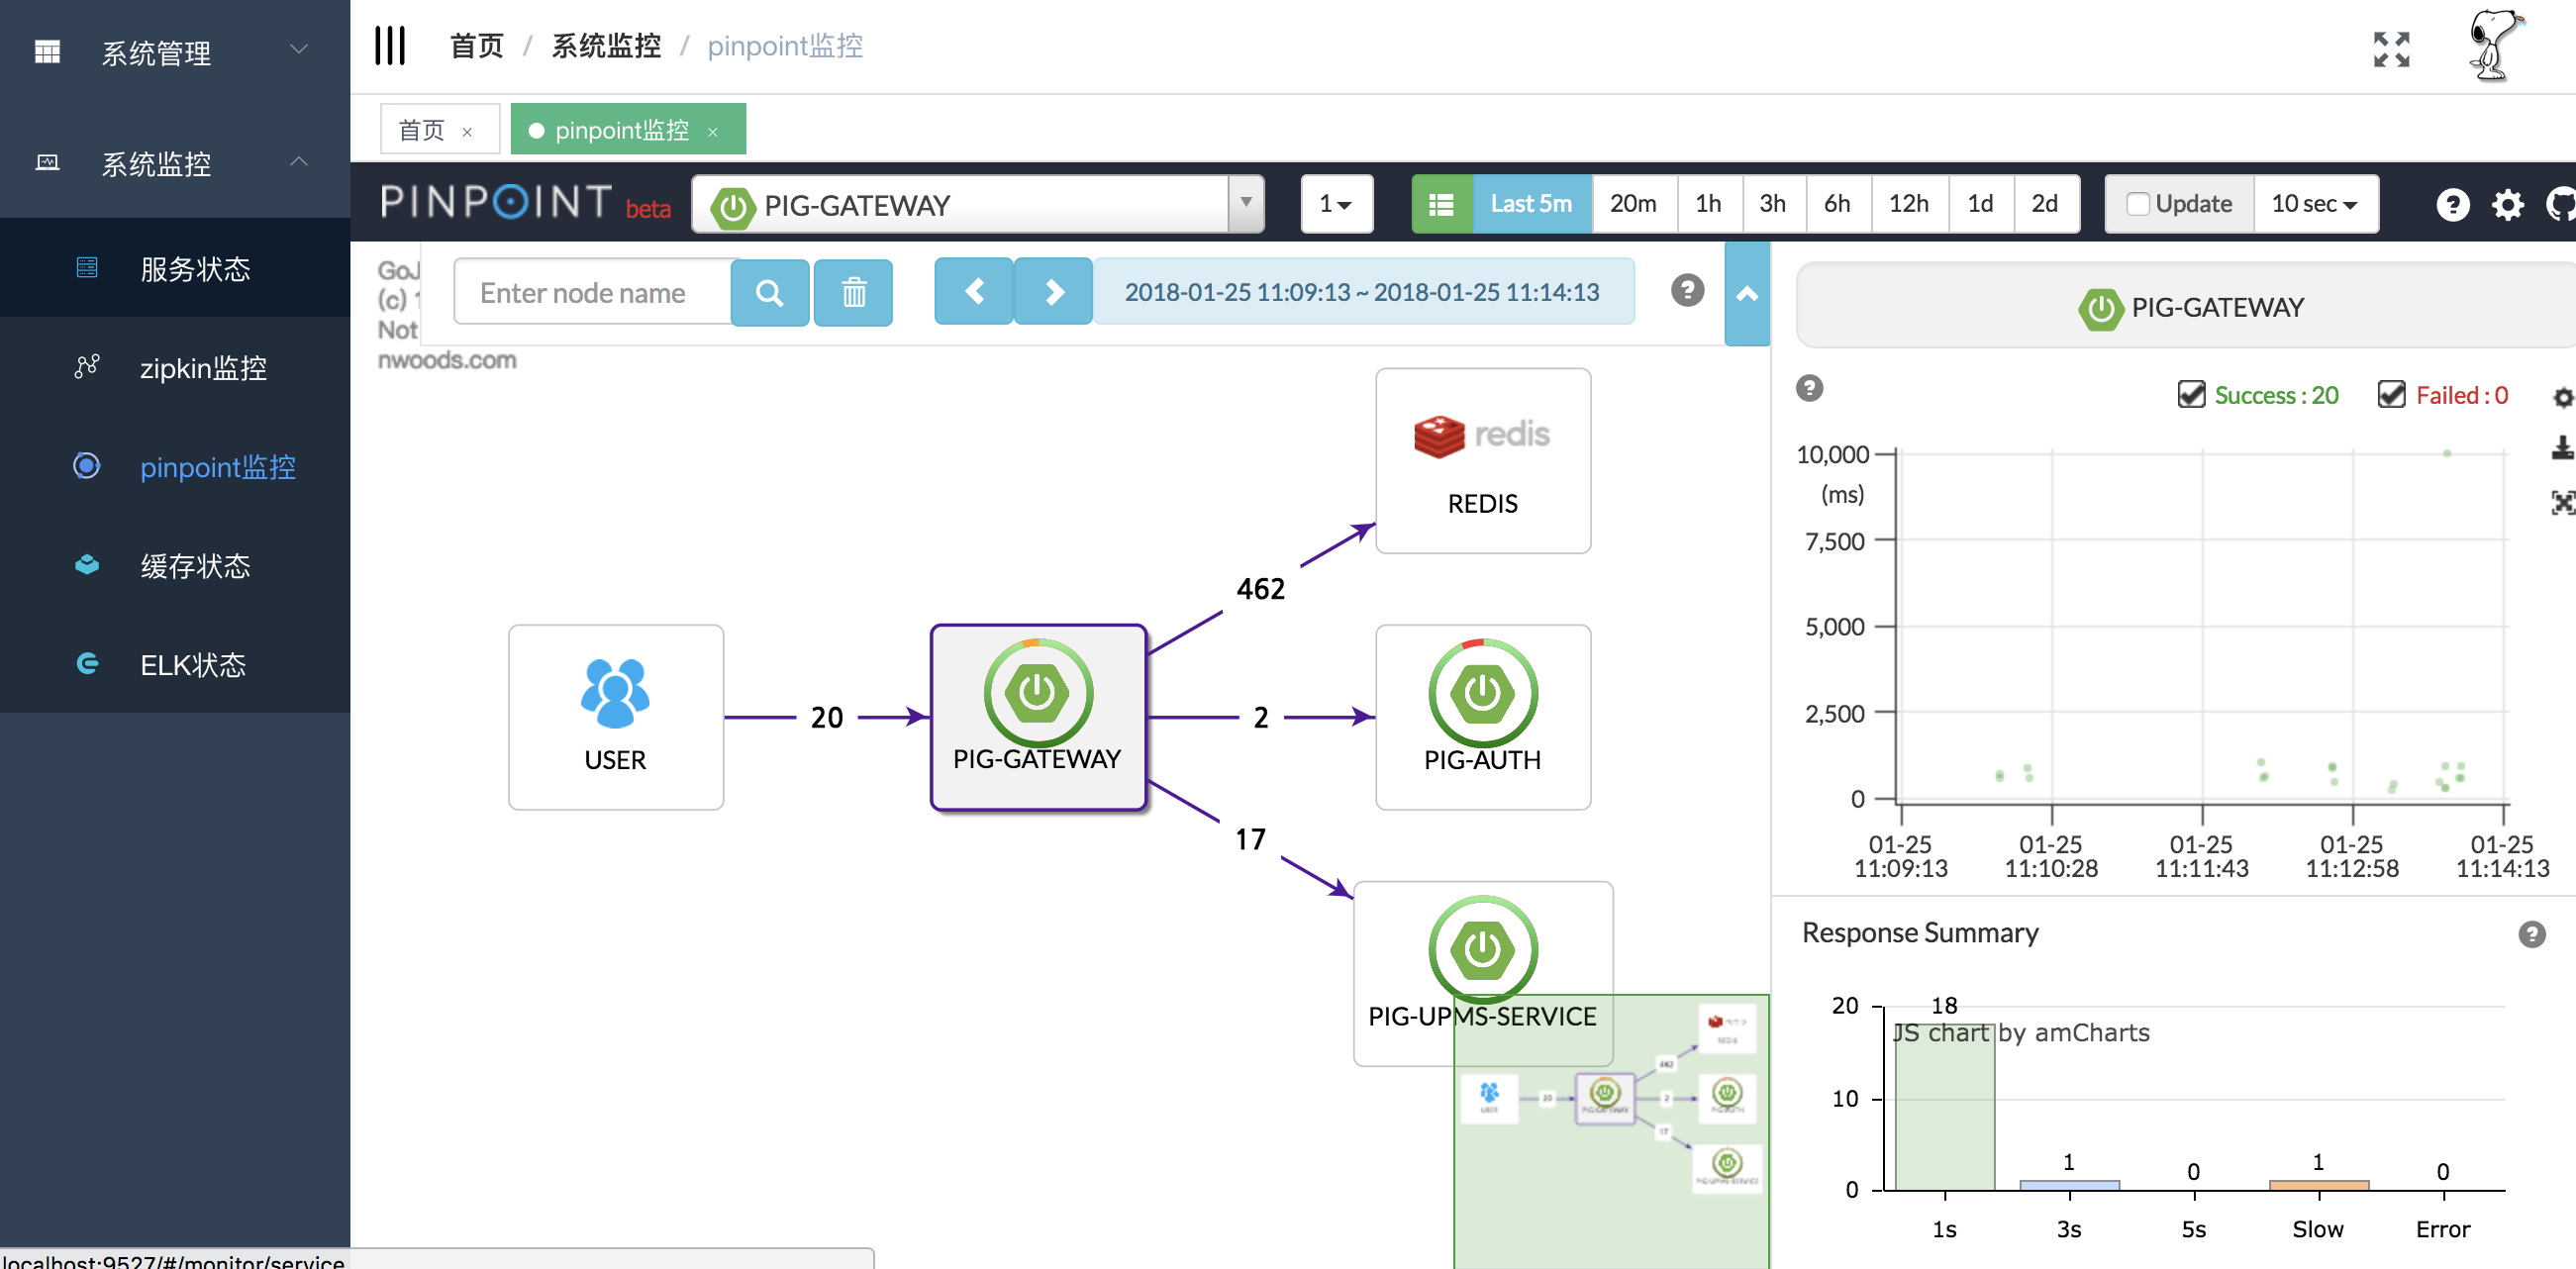 系统管理
系统监控
服务状态
zipkin监控
pinpoint监控
缓存状态
ELK状态
首页 / 系统监控 / pinpoint监控
首页 ×
pinpoint监控 ×
PINPOINT beta
PIG-GATEWAY
1
Last 5m 20m 1h 3h 6h 12h 1d 2d
Update 10 sec
GoJ
(c) 1
Not
nwoods.com
Enter node name
2018-01-25 11:09:13 ~ 2018-01-25 11:14:13
redis
REDIS
462
USER
20
PIG-GATEWAY
2
PIG-AUTH
17
PIG-UPMS-SERVICE
PIG-GATEWAY
Success : 20 Failed : 0
10,000
(ms)
7,500
5,000
2,500
0
01-25 01-25 01-25 01-25 01-25
11:09:13 11:10:28 11:11:43 11:12:58 11:14:13
Response Summary
20
18
JS chart by amCharts
10
1 0 1 0
0
1s 3s 5s Slow Error
localhost:9527/#/monitor/service